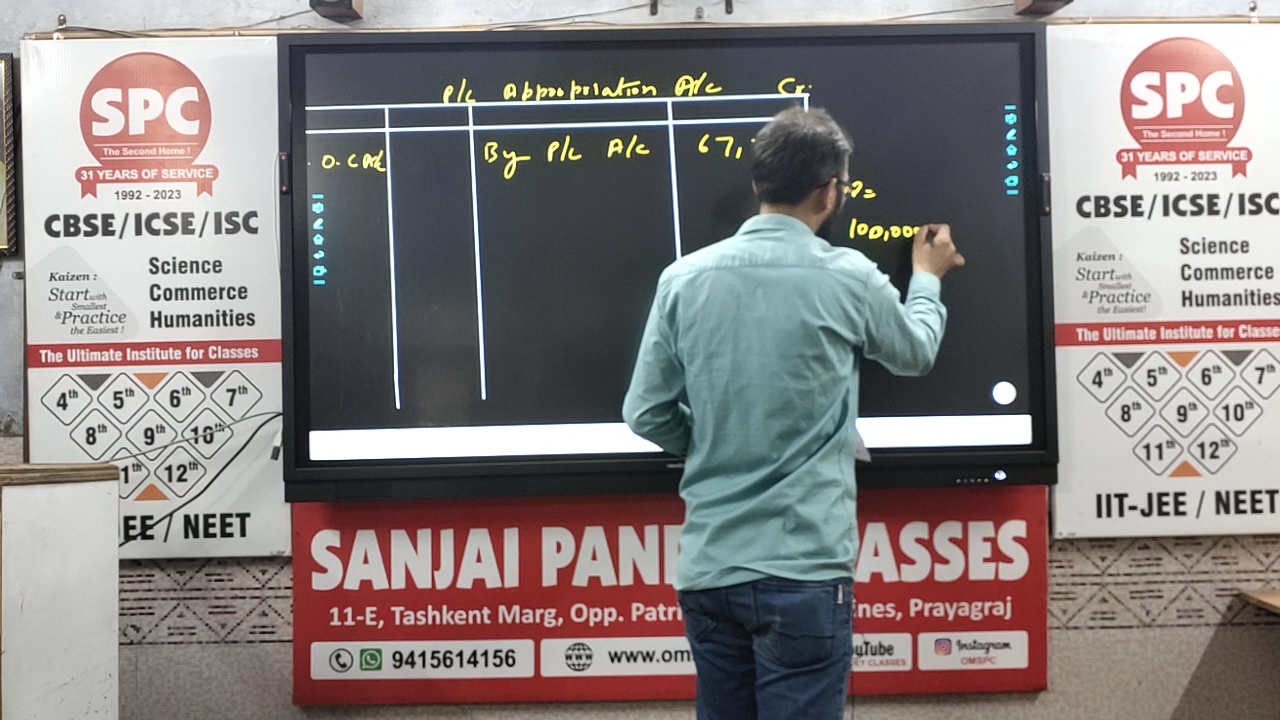 SPC
The Second Home !
31 YEARS OF SERVICE
1992 - 2023
CBSE/ICSE/ISC
Kaizen :
Start with
Smallest
& Practice
the Easiest !
Science
Commerce
Humanities
The Ultimate Institute for Classes
4th 5th 6th 7th
8th 9th 10th
12th
NEET
P/L Appropriation A/c Cr.
By P/L A/c 67,
100,000
SPC
The Second Home !
31 YEARS OF SERVICE
1992 - 2023
CBSE/ICSE/ISC
Kaizen :
Start with
Smallest
& Practice
the Easiest!
Science
Commerce
Humanities
The Ultimate Institute for Classes
4th 5th 6th 7th
8th 9th 10th
11th 12th
IIT-JEE / NEET
SANJAI PAN ASSES
11-E, Tashkent Marg, Opp. Patri nes, Prayagraj
9415614156
www.om
uTube
EY CLASSES
Instagram
OMSPC